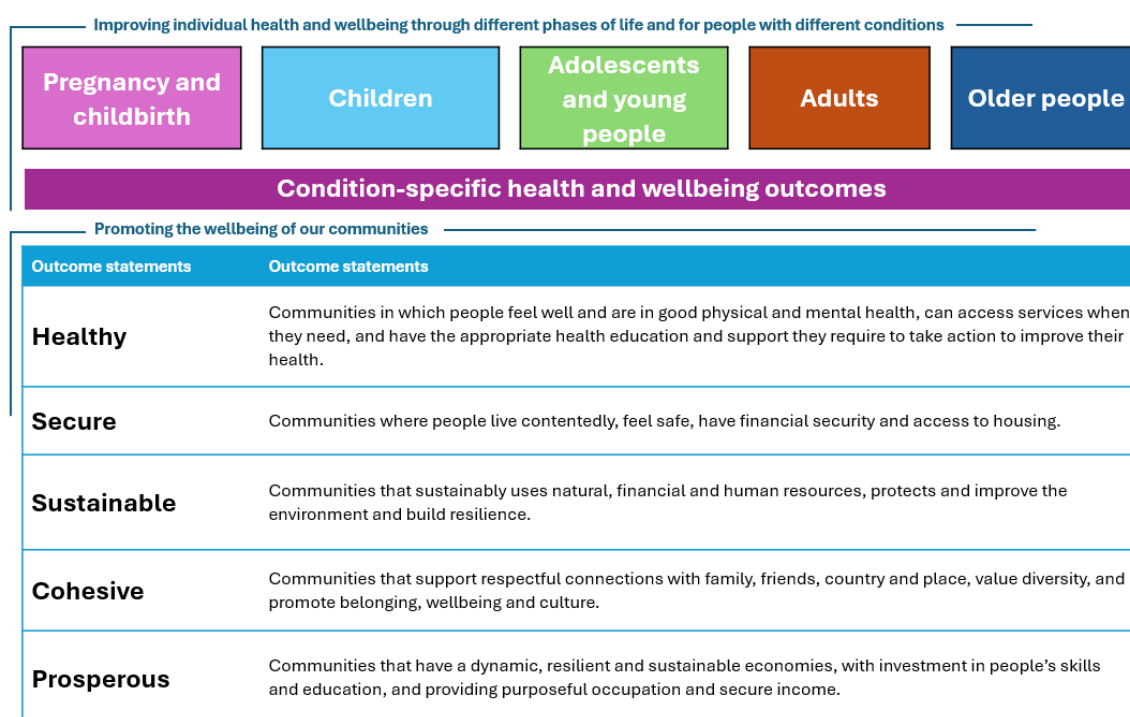 Improving individual health and wellbeing through different phases of life and for people with different conditions
Pregnancy and
childbirth
Children
Adolescents
and young
people
Adults
Older people
Condition-specific health and wellbeing outcomes
Promoting the wellbeing of our communities
Outcome statements
Outcome statements
Healthy
Communities in which people feel well and are in good physical and mental health, can access services when
they need, and have the appropriate health education and support they require to take action to improve their
health.
Secure
Communities where people live contentedly, feel safe, have financial security and access to housing.
Sustainable
Communities that sustainably uses natural, financial and human resources, protects and improve the
environment and build resilience.
Cohesive
Communities that support respectful connections with family, friends, country and place, value diversity, and
promote belonging, wellbeing and culture.
Prosperous
Communities that have a dynamic, resilient and sustainable economies, with investment in people’s skills
and education, and providing purposeful occupation and secure income.